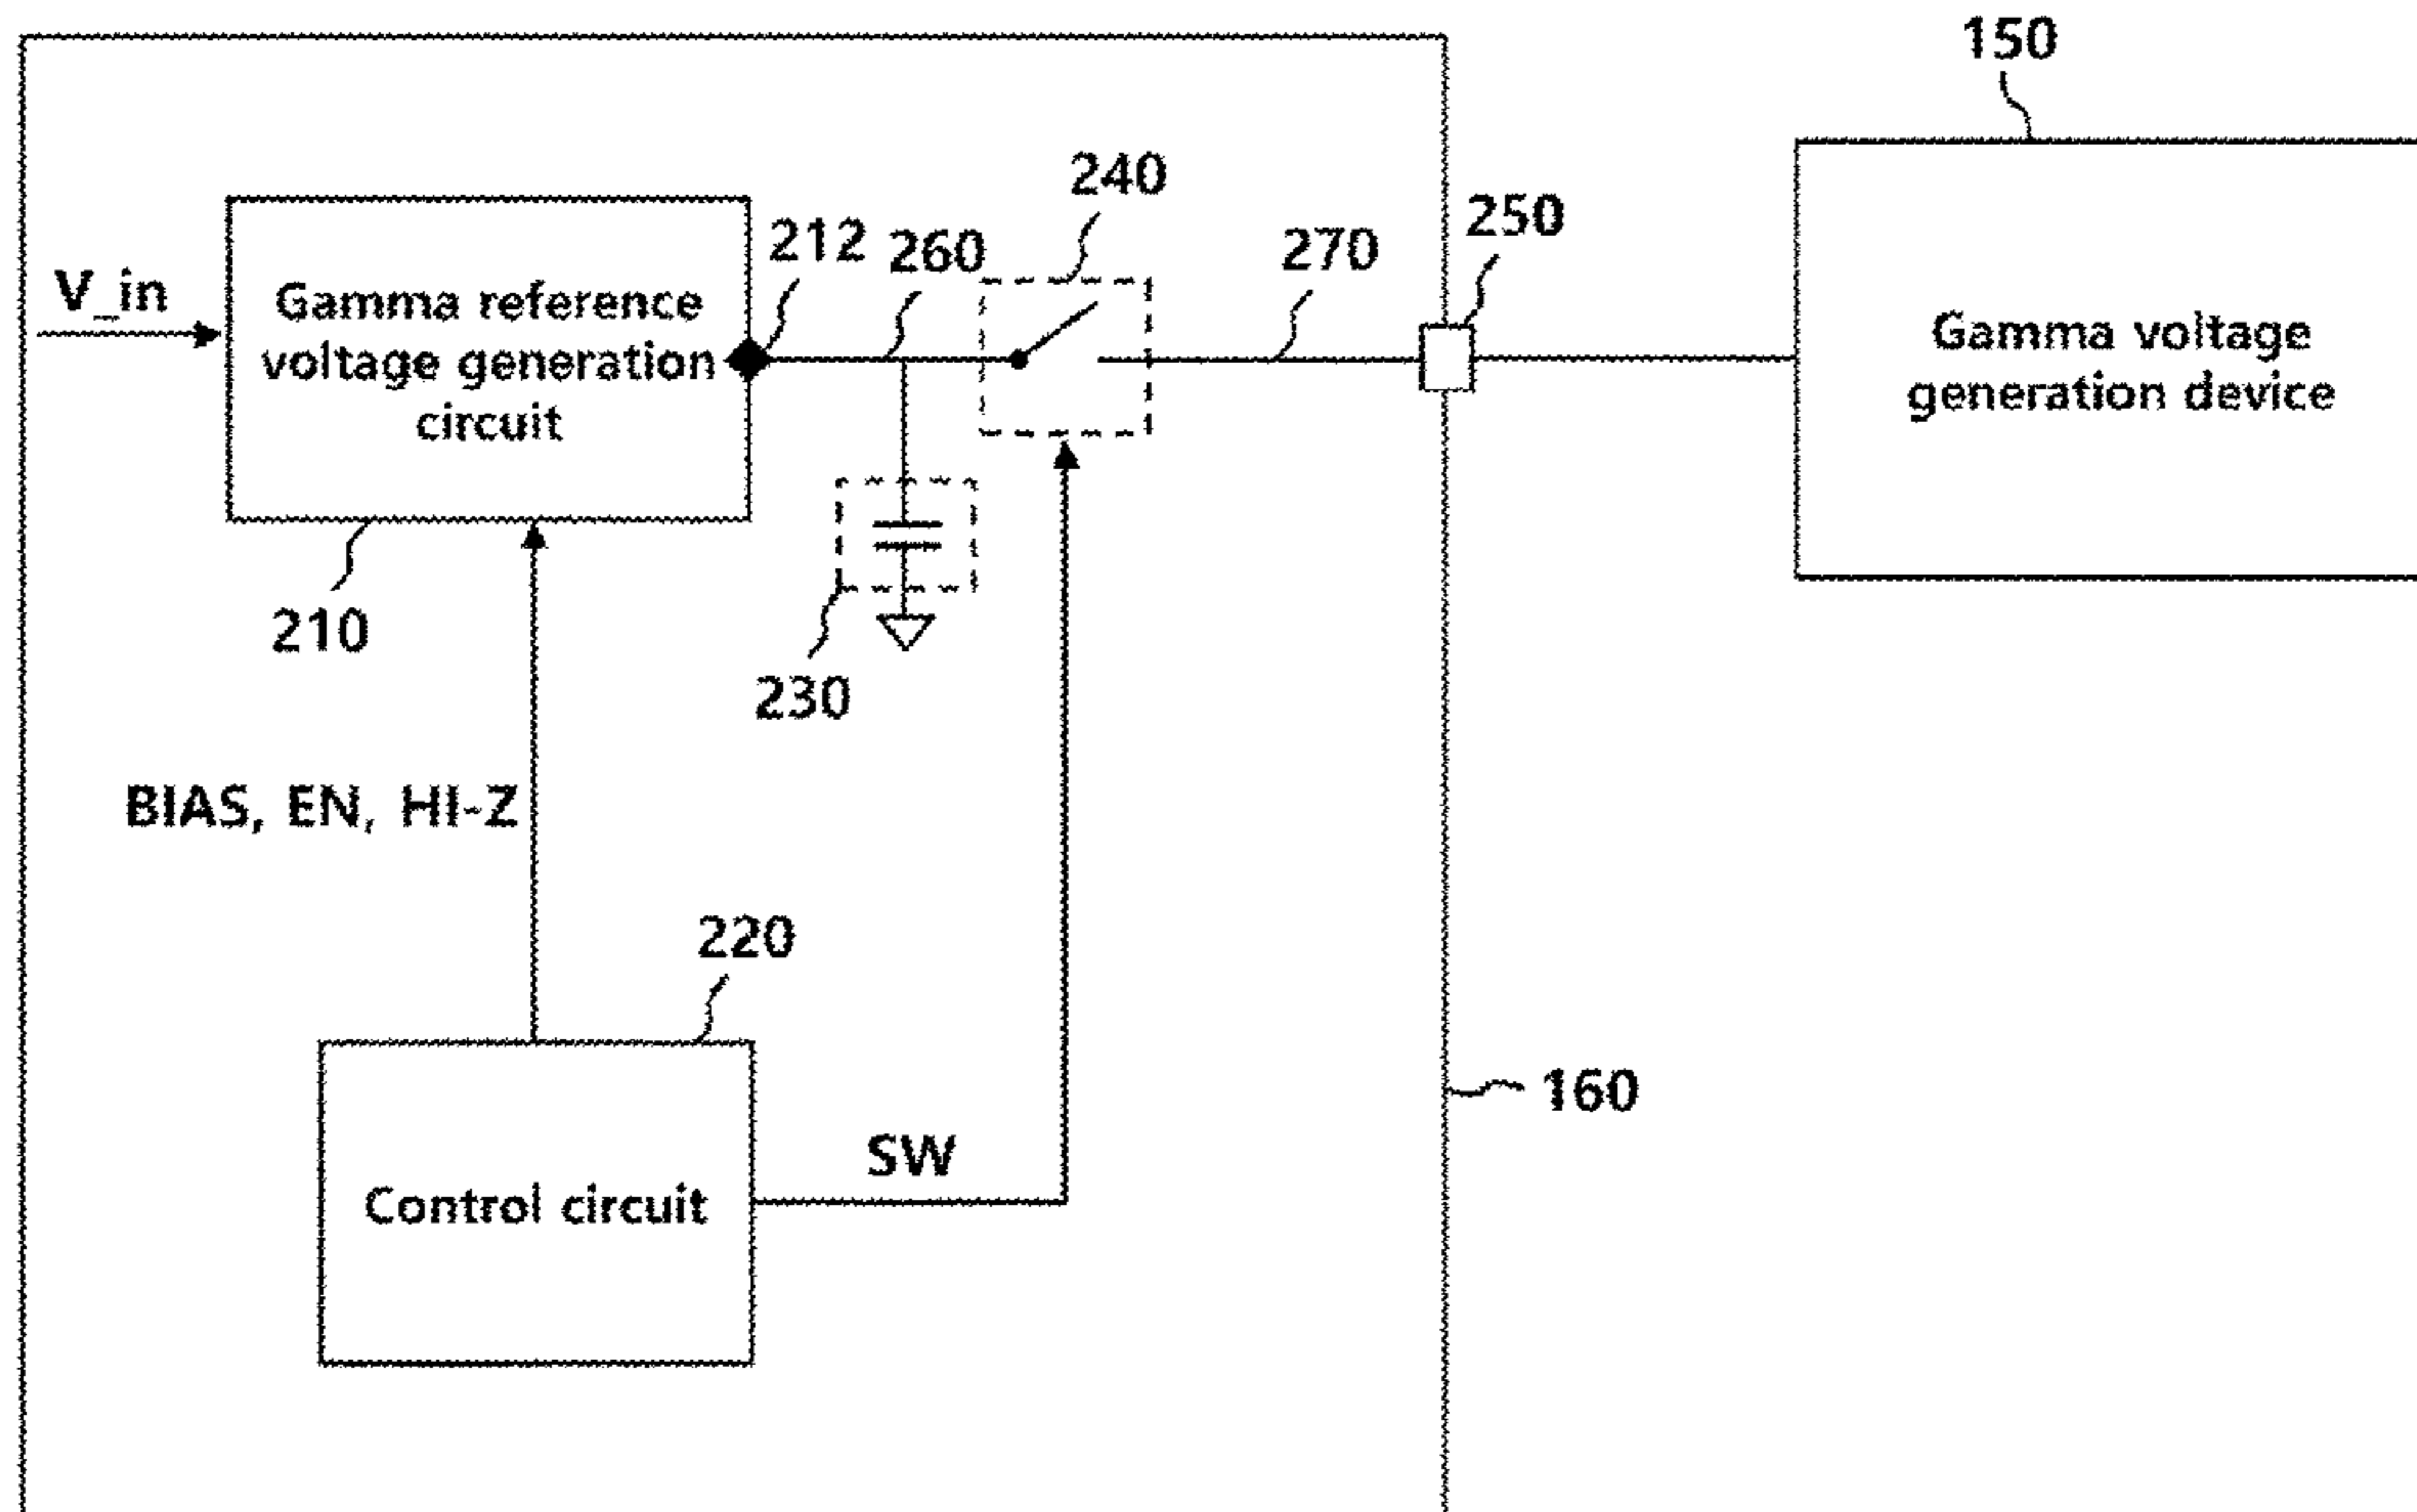 150
240
250
212
260
270
V_in
Gamma reference
voltage generation
circuit
Gamma voltage
generation device
210
230
BIAS, EN, HI-Z
220
160
SW
Control circuit